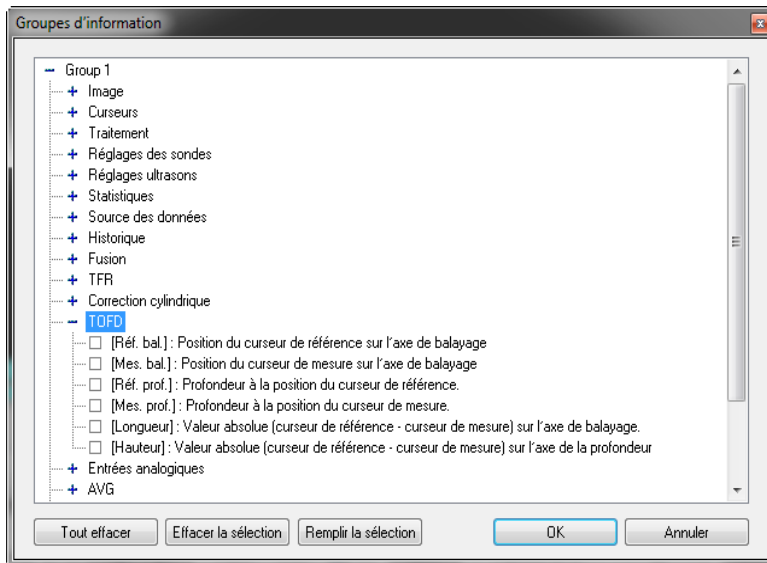 Groupes d'information
Group 1
Image
Curseurs
Traitement
Réglages des sondes
Réglages ultrasons
Statistiques
Source des données
Historique
Fusion
TFR
Correction cylindrique
TOFD
[Réf. bal.] : Position du curseur de référence sur l'axe de balayage
[Mes. bal.] : Position du curseur de mesure sur l'axe de balayage
[Réf. prof.] : Profondeur à la position du curseur de référence.
[Mes. prof.] : Profondeur à la position du curseur de mesure.
[Longueur] : Valeur absolue (curseur de référence - curseur de mesure) sur l'axe de balayage.
[Hauteur] : Valeur absolue (curseur de référence - curseur de mesure) sur l'axe de la profondeur
Entrées analogiques
AVG
Tout effacer Effacer la sélection Remplir la sélection OK Annuler